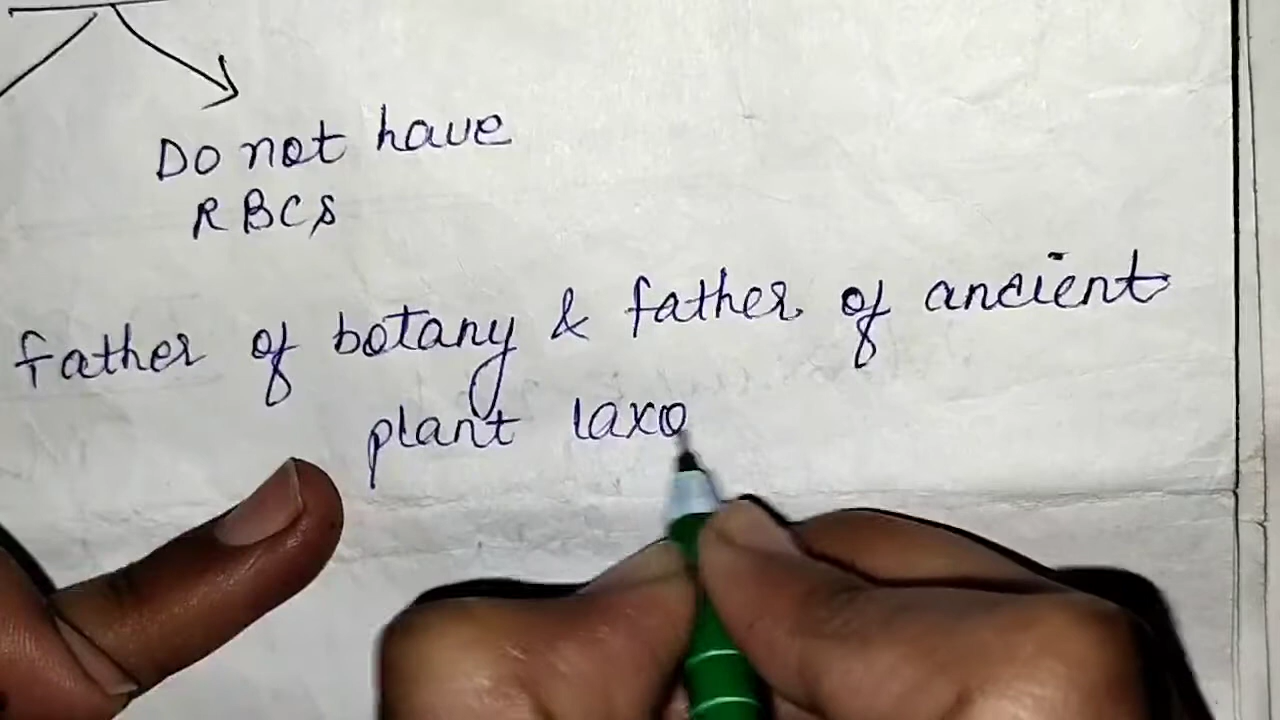 Do not have
RBCs
father of botany & father of ancient
plant taxo